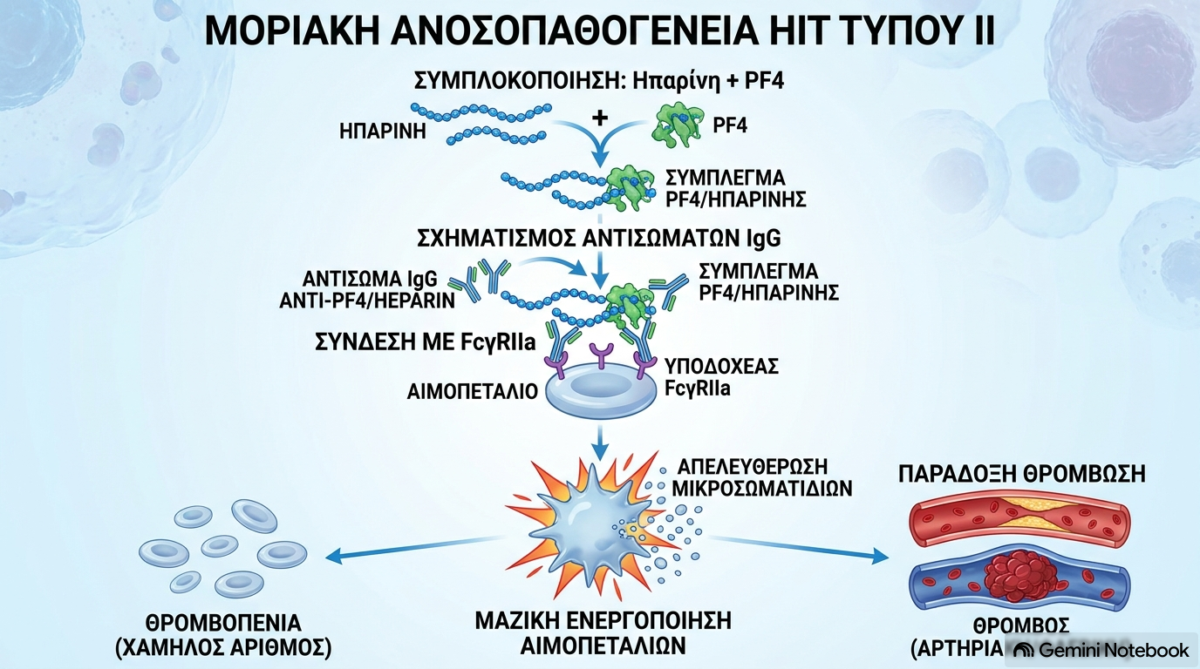 ΜΟΡΙΑΚΗ ΑΝΟΣΟΠΑΘΟΓΕΝΕΙΑ HIT ΤΥΠΟΥ II
ΣΥΜΠΛΟΚΟΠΟΙΗΣΗ: Ηπαρίνη + PF4
ΗΠΑΡΙΝΗ
+
PF4
ΣΥΜΠΛΕΓΜΑ
PF4/ΗΠΑΡΙΝΗΣ
ΣΧΗΜΑΤΙΣΜΟΣ ΑΝΤΙΣΩΜΑΤΩΝ IgG
ΑΝΤΙΣΩΜΑ IgG
ANTI-PF4/HEPARIN
ΣΥΜΠΛΕΓΜΑ
PF4/ΗΠΑΡΙΝΗΣ
ΣΥΝΔΕΣΗ ΜΕ FcγRIIa
ΑΙΜΟΠΕΤΑΛΙΟ
ΥΠΟΔΟΧΕΑΣ
FcγRIIa
ΑΠΕΛΕΥΘΕΡΩΣΗ
ΜΙΚΡΟΣΩΜΑΤΙΔΙΩΝ
ΠΑΡΑΔΟΞΗ ΘΡΟΜΒΩΣΗ
ΘΡΟΜΒΟΠΕΝΙΑ
(ΧΑΜΗΛΟΣ ΑΡΙΘΜΟΣ)
ΜΑΖΙΚΗ ΕΝΕΡΓΟΠΟΙΗΣΗ
ΑΙΜΟΠΕΤΑΛΙΩΝ
ΘΡΟΜΒΟΣ
Gemini Notebook